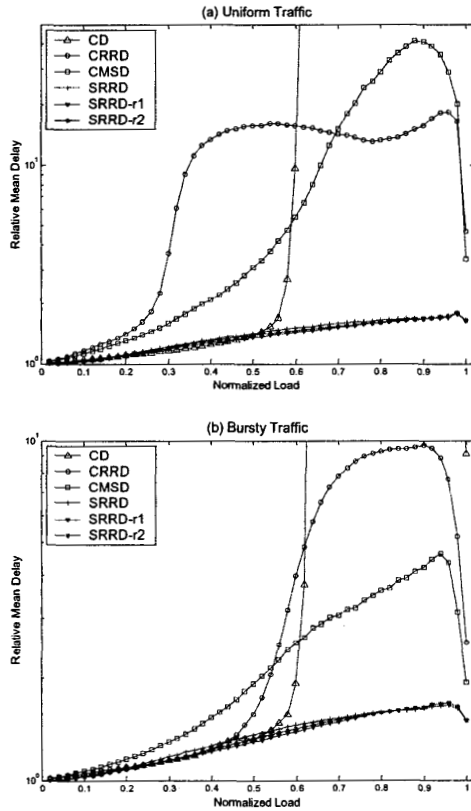 (a) Uniform Traffic
CD
CRRD
CMSD
SRRD
SRRD-r1
SRRD-r2
Relative Mean Delay
10¹
10⁰
0 0.1 0.2 0.3 0.4 0.5 0.6 0.7 0.8 0.9 1
Normalized Load
(b) Bursty Traffic
10¹
CD
CRRD
CMSD
SRRD
SRRD-r1
SRRD-r2
Relative Mean Delay
10⁰
0 0.1 0.2 0.3 0.4 0.5 0.6 0.7 0.8 0.9 1
Normalized Load